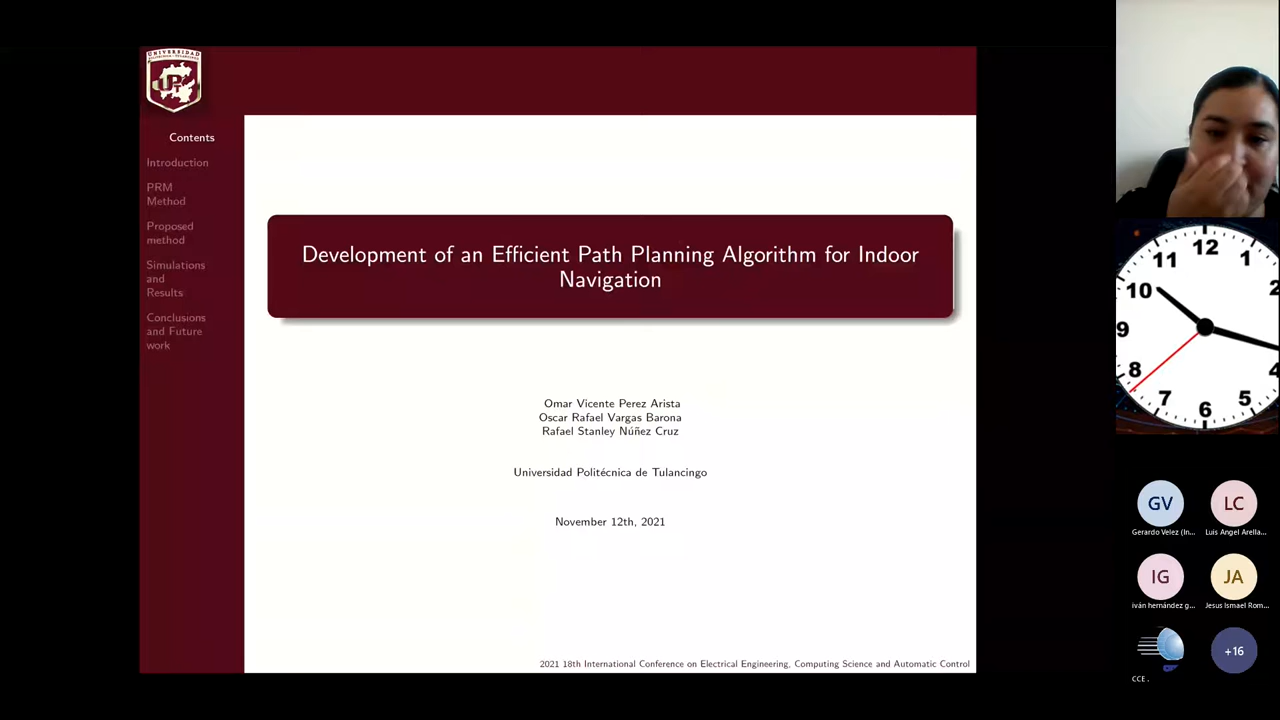 UNIVERSIDAD
UPT
Contents
Introduction
PRM
Method
Proposed
method
Simulations
and
Results
Conclusions
and Future
work
Development of an Efficient Path Planning Algorithm for Indoor
Navigation
Omar Vicente Perez Arista
Oscar Rafael Vargas Barona
Rafael Stanley Núñez Cruz
Universidad Politécnica de Tulancingo
November 12th, 2021
2021 18th International Conference on Electrical Engineering, Computing Science and Automatic Control
12
11
1
10
2
9
8
4
7
5
6
GV
LC
Gerardo Velez (In...
Luis Angel Arella...
IG
JA
iván hernández g...
Jesus Ismael Rom...
+16
CCE .